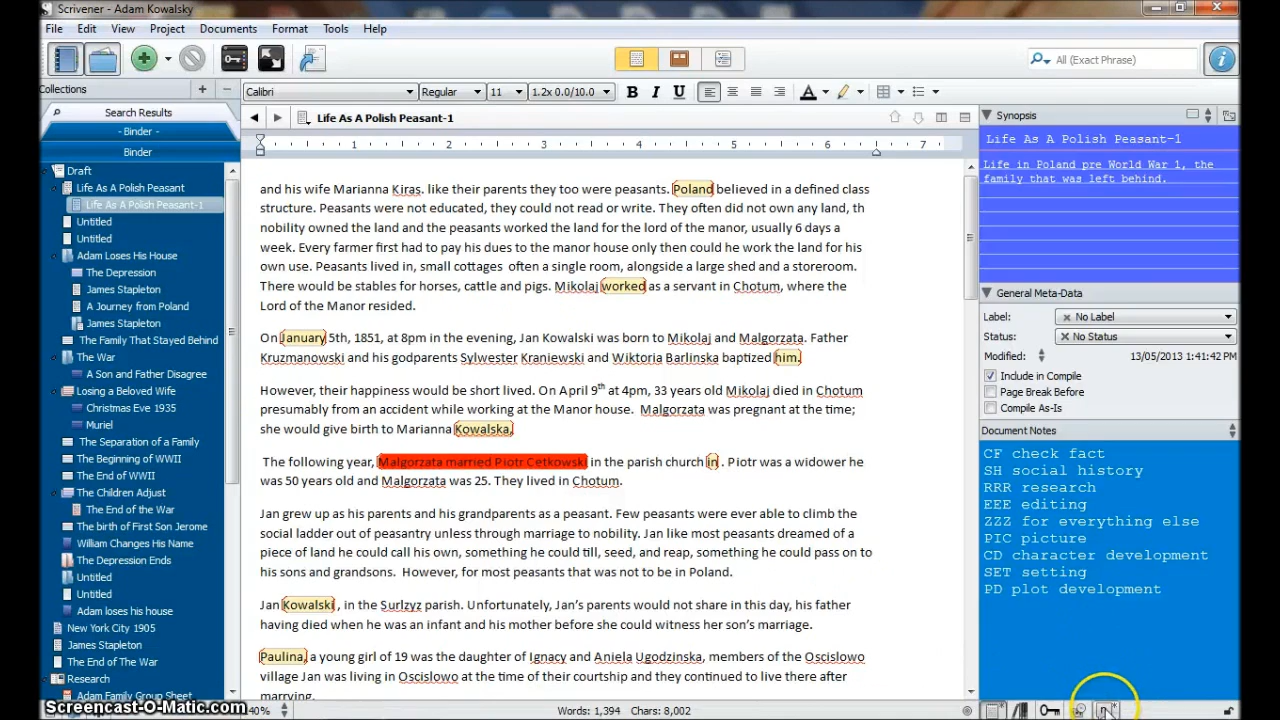 Scrivener - Adam Kowalsky
File Edit View Project Documents Format Tools Help
All (Exact Phrase)
Collections
Calibri Regular 11 1.2x 0.0/10.0 B I U A
Search Results
- Binder -
Binder
Draft
Life As A Polish Peasant
Life As A Polish Peasant-1
Untitled
Untitled
Adam Loses His House
The Depression
James Stapleton
A Journey from Poland
James Stapleton
The Family That Stayed Behind
The War
A Son and Father Disagree
Losing a Beloved Wife
Christmas Eve 1935
Muriel
The Separation of a Family
The Beginning of WWII
The End of WWII
The Children Adjust
The End of the War
The birth of First Son Jerome
William Changes His Name
The Depression Ends
Untitled
Untitled
Adam loses his house
New York City 1905
James Stapleton
The End of The War
Research
Adam Family Group Sheet
Life As A Polish Peasant-1
1 2 3 4 5 6 7
and his wife Marianna Kiras. like their parents they too were peasants. Poland believed in a defined class
structure. Peasants were not educated, they could not read or write. They often did not own any land, th
nobility owned the land and the peasants worked the land for the lord of the manor, usually 6 days a
week. Every farmer first had to pay his dues to the manor house only then could he work the land for his
own use. Peasants lived in, small cottages often a single room, alongside a large shed and a storeroom.
There would be stables for horses, cattle and pigs. Mikolaj worked as a servant in Chotum, where the
Lord of the Manor resided.
On January 5th, 1851, at 8pm in the evening, Jan Kowalski was born to Mikolaj and Malgorzata. Father
Kruzmanowski and his godparents Sylwester Kraniewski and Wiktoria Barlinska baptized him.
However, their happiness would be short lived. On April 9th at 4pm, 33 years old Mikolaj died in Chotum
presumably from an accident while working at the Manor house. Malgorzata was pregnant at the time;
she would give birth to Marianna Kowalska,
The following year, Malgorzata married Piotr Cetkowski in the parish church in . Piotr was a widower he
was 50 years old and Malgorzata was 25. They lived in Chotum.
Jan grew up as his parents and his grandparents as a peasant. Few peasants were ever able to climb the
social ladder out of peasantry unless through marriage to nobility. Jan like most peasants dreamed of a
piece of land he could call his own, something he could till, seed, and reap, something he could pass on to
his sons and grandsons. However, for most peasants that was not to be in Poland.
Jan Kowalski , in the Surlzyz parish. Unfortunately, Jan's parents would not share in this day, his father
having died when he was an infant and his mother before she could witness her son's marriage.
Paulina, a young girl of 19 was the daughter of Ignacy and Aniela Ugodzinska, members of the Oscislowo
village Jan was living in Oscislowo at the time of their courtship and they continued to live there after
marrying.
Synopsis
Life As A Polish Peasant-1
Life in Poland pre World War 1, the
family that was left behind.
General Meta-Data
Label: No Label
Status: No Status
Modified: 13/05/2013 1:41:42 PM
Include in Compile
Page Break Before
Compile As-Is
Document Notes
CF check fact
SH social history
RRR research
EEE editing
ZZZ for everything else
PIC picture
CD character development
SET setting
PD plot development
40% Words: 1,394 Chars: 8,002
Screencast-O-Matic.com